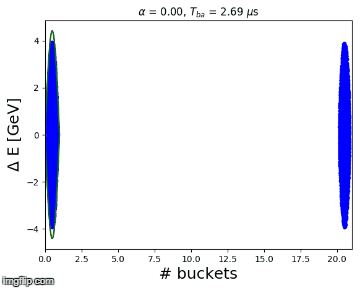 α = 0.00, T_ba = 2.69 μs
Δ E [GeV]
4
2
0
−2
−4
0.0 2.5 5.0 7.5 10.0 12.5 15.0 17.5 20.0
# buckets
imgflip.com